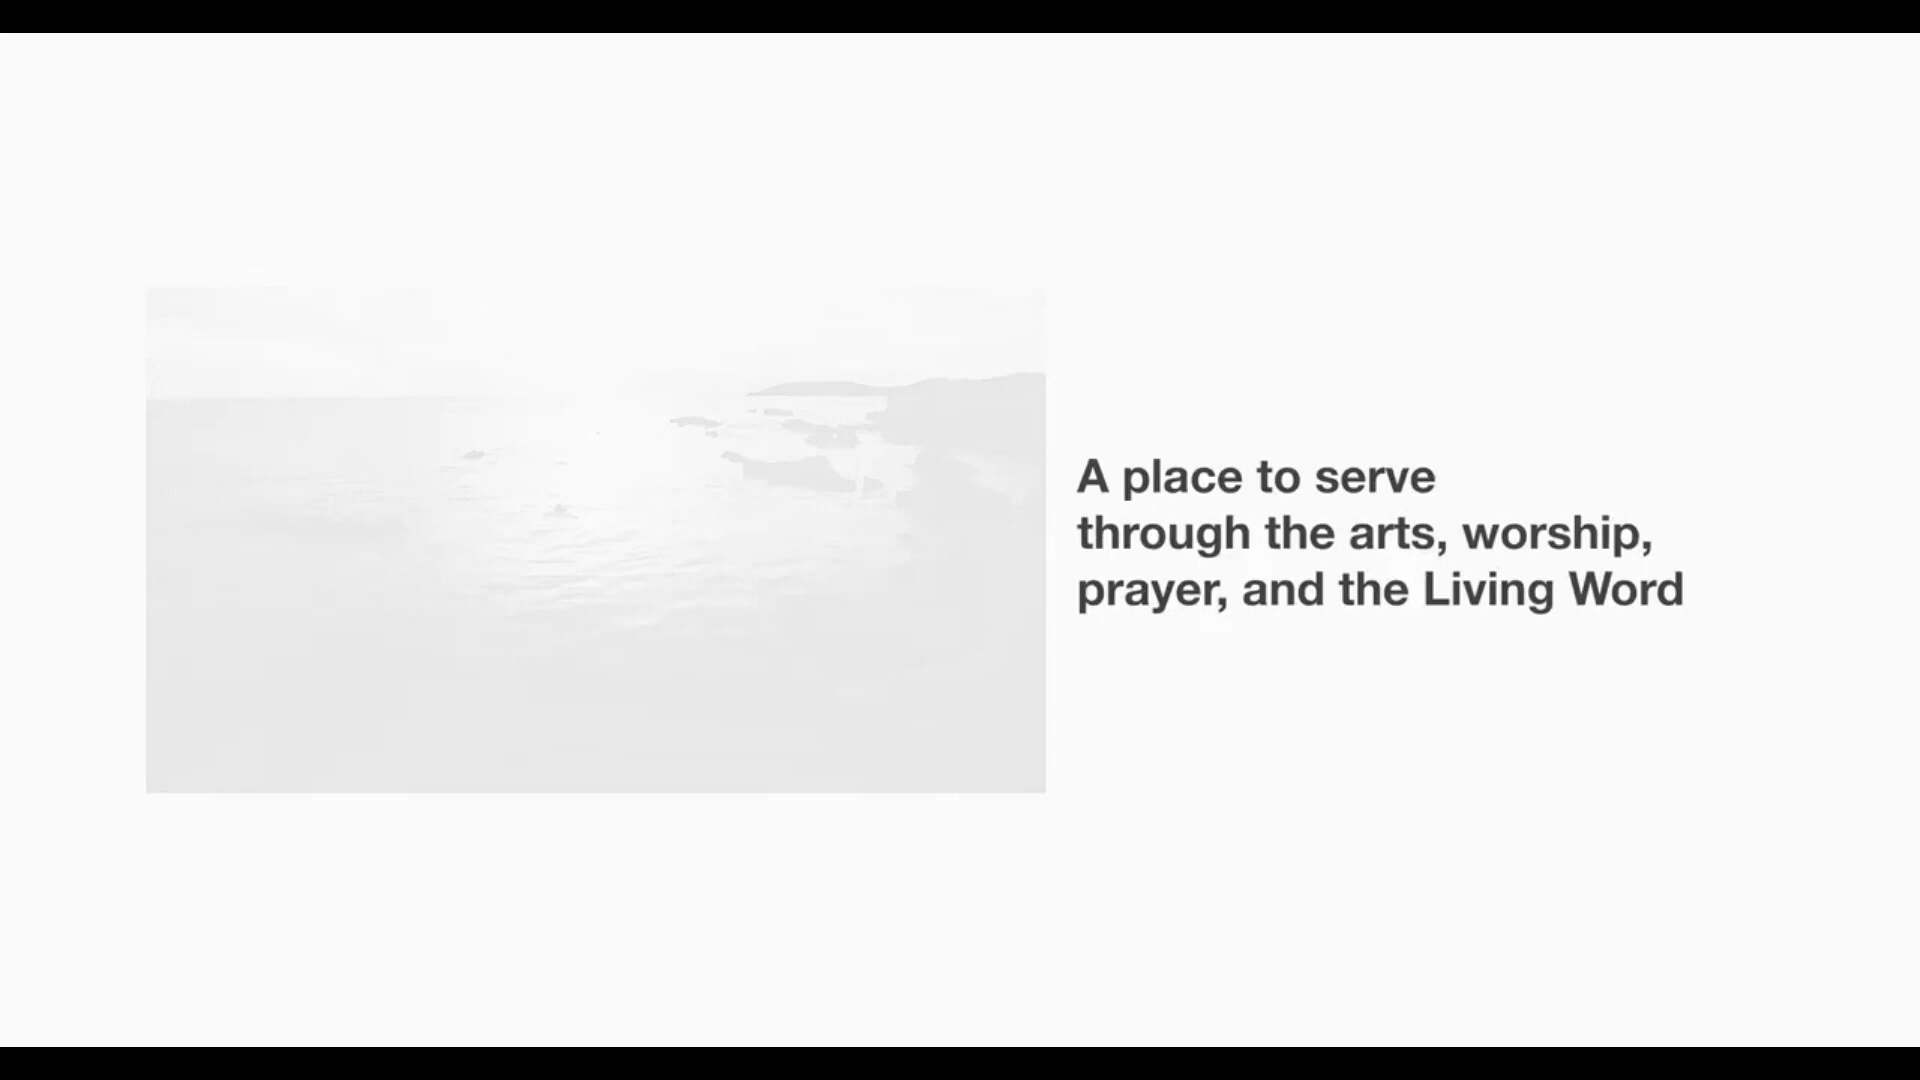 A place to serve
through the arts, worship,
prayer, and the Living Word